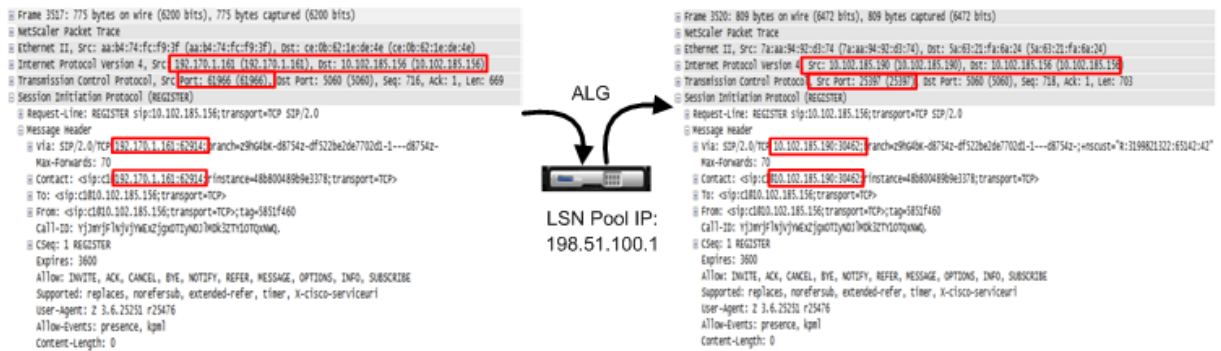 Frame 3517: 775 bytes on wire (6200 bits), 775 bytes captured (6200 bits)
NetScaler Packet Trace
Ethernet II, Src: aa:b4:74:fc:f9:3f (aa:b4:74:fc:f9:3f), Dst: ce:0b:62:1e:de:4e (ce:0b:62:1e:de:4e)
Internet Protocol Version 4, Src: 192.170.1.161 (192.170.1.161), Dst: 10.102.185.156 (10.102.185.156)
Transmission Control Protocol, Src Port: 61966 (61966), Dst Port: 5060 (5060), Seq: 716, Ack: 1, Len: 669
Session Initiation Protocol (REGISTER)
Request-Line: REGISTER sip:10.102.185.156;transport=TCP SIP/2.0
Message Header
Via: SIP/2.0/TCP 192.170.1.161:62914;branch=z9hG4bK-d8754z-df522be2de7702d1-1---d8754z-
Max-Forwards: 70
Contact: <sip:c1@192.170.1.161:62914;rinstance=48b800489b9e3378;transport=TCP>
To: <sip:c1@10.102.185.156;transport=TCP>
From: <sip:c1@10.102.185.156;transport=TCP>;tag=5851f460
Call-ID:
CSeq: 1 REGISTER
Expires: 3600
Allow: INVITE, ACK, CANCEL, BYE, NOTIFY, REFER, MESSAGE, OPTIONS, INFO, SUBSCRIBE
Supported: replaces, norefersub, extended-refer, timer, X-cisco-serviceuri
User-Agent: Z 3.6.25251 r25476
Allow-Events: presence, kpml
Content-Length: 0
ALG
LSN Pool IP:
198.51.100.1
Frame 3520: 809 bytes on wire (6472 bits), 809 bytes captured (6472 bits)
NetScaler Packet Trace
Ethernet II, Src: 7a:aa:94:92:d3:74 (7a:aa:94:92:d3:74), Dst: 5a:63:21:fa:6a:24 (5a:63:21:fa:6a:24)
Internet Protocol Version 4, Src: 10.102.185.190 (10.102.185.190), Dst: 10.102.185.156 (10.102.185.156
Transmission Control Protocol, Src Port: 25397 (25397), Dst Port: 5060 (5060), Seq: 718, Ack: 1, Len: 703
Session Initiation Protocol (REGISTER)
Request-Line: REGISTER sip:10.102.185.156;transport=TCP SIP/2.0
Message Header
Via: SIP/2.0/TCP 10.102.185.190:30462;branch=z9hG4bK-d8754z-df522be2de7702d1-1---d8754z-;nscust="R:3199821322:65142:42"
Max-Forwards: 70
Contact: <sip:c1@10.102.185.190:30462;rinstance=48b800489b9e3378;transport=TCP>
To: <sip:c1@10.102.185.156;transport=TCP>
From: <sip:c1@10.102.185.156;transport=TCP>;tag=5851f460
Call-ID:
CSeq: 1 REGISTER
Expires: 3600
Allow: INVITE, ACK, CANCEL, BYE, NOTIFY, REFER, MESSAGE, OPTIONS, INFO, SUBSCRIBE
Supported: replaces, norefersub, extended-refer, timer, X-cisco-serviceuri
User-Agent: Z 3.6.25251 r25476
Allow-Events: presence, kpml
Content-Length: 0